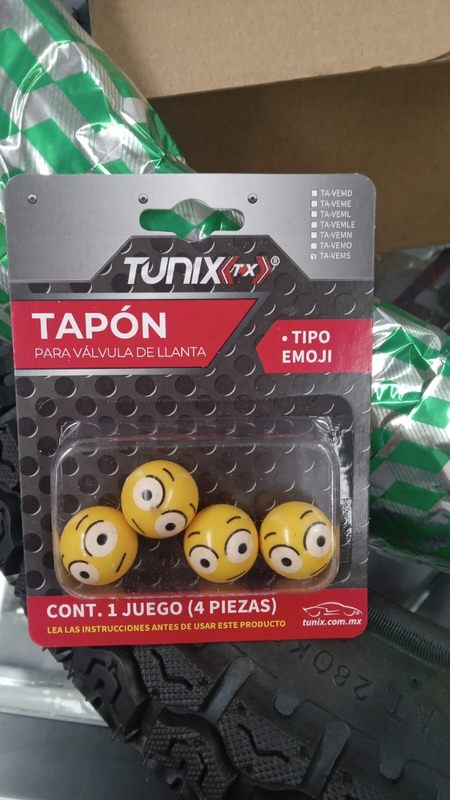 TA-VEMD
TA-VEME
TA-VEML
TA-VEMLE
TA-VEMN
TA-VEMO
TA-VEMS
TUNIX TX®
TAPÓN
PARA VÁLVULA DE LLANTA
• TIPO
EMOJI
CONT. 1 JUEGO (4 PIEZAS)
LEA LAS INSTRUCCIONES ANTES DE USAR ESTE PRODUCTO
tunix.com.mx